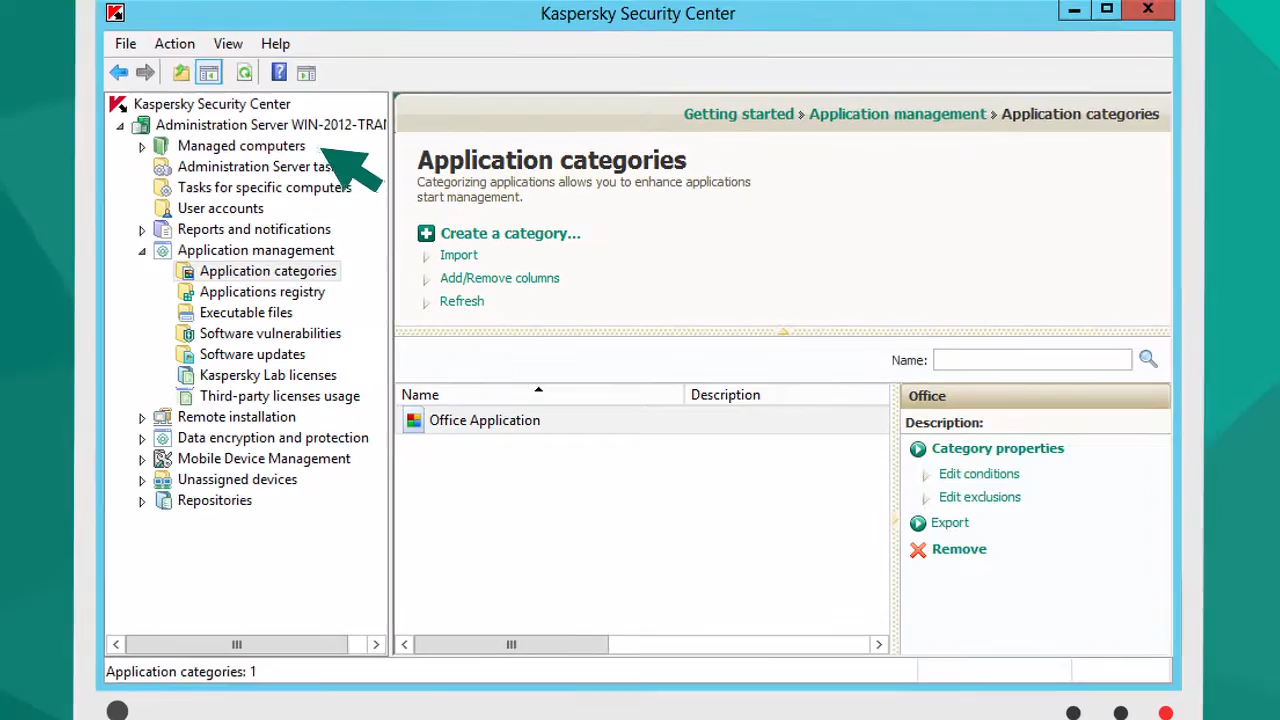 Kaspersky Security Center
File Action View Help
Kaspersky Security Center
Administration Server WIN-2012-TRAN
Managed computers
Administration Server
Tasks for specific computers
User accounts
Reports and notifications
Application management
Application categories
Applications registry
Executable files
Software vulnerabilities
Software updates
Kaspersky Lab licenses
Third-party licenses usage
Remote installation
Data encryption and protection
Mobile Device Management
Unassigned devices
Repositories
Getting started » Application management » Application categories
Application categories
Categorizing applications allows you to enhance applications
start management.
Create a category...
Import
Add/Remove columns
Refresh
Name:
Name Description
Office Application
Office
Description:
Category properties
Edit conditions
Edit exclusions
Export
Remove
Application categories: 1